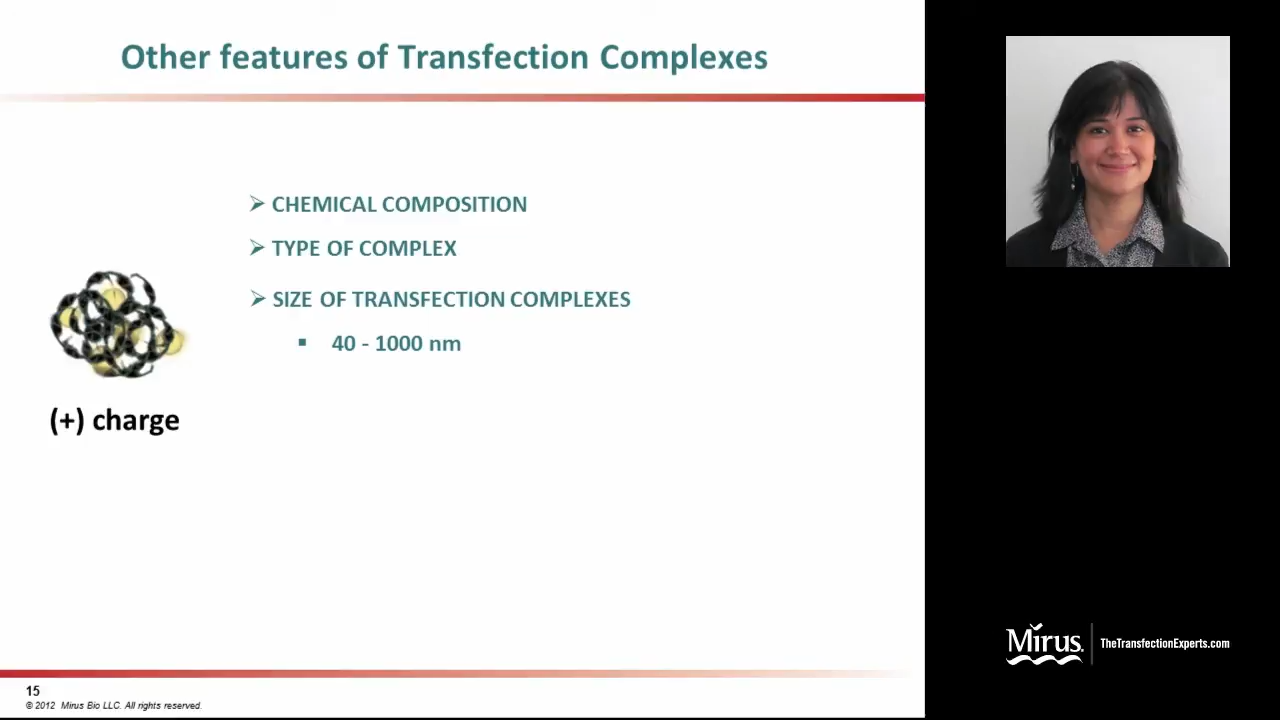 Other features of Transfection Complexes
➢ CHEMICAL COMPOSITION
➢ TYPE OF COMPLEX
➢ SIZE OF TRANSFECTION COMPLEXES
▪ 40 - 1000 nm
(+) charge
15
© 2012 Mirus Bio LLC. All rights reserved.
Mirus. | TheTransfectionExperts.com